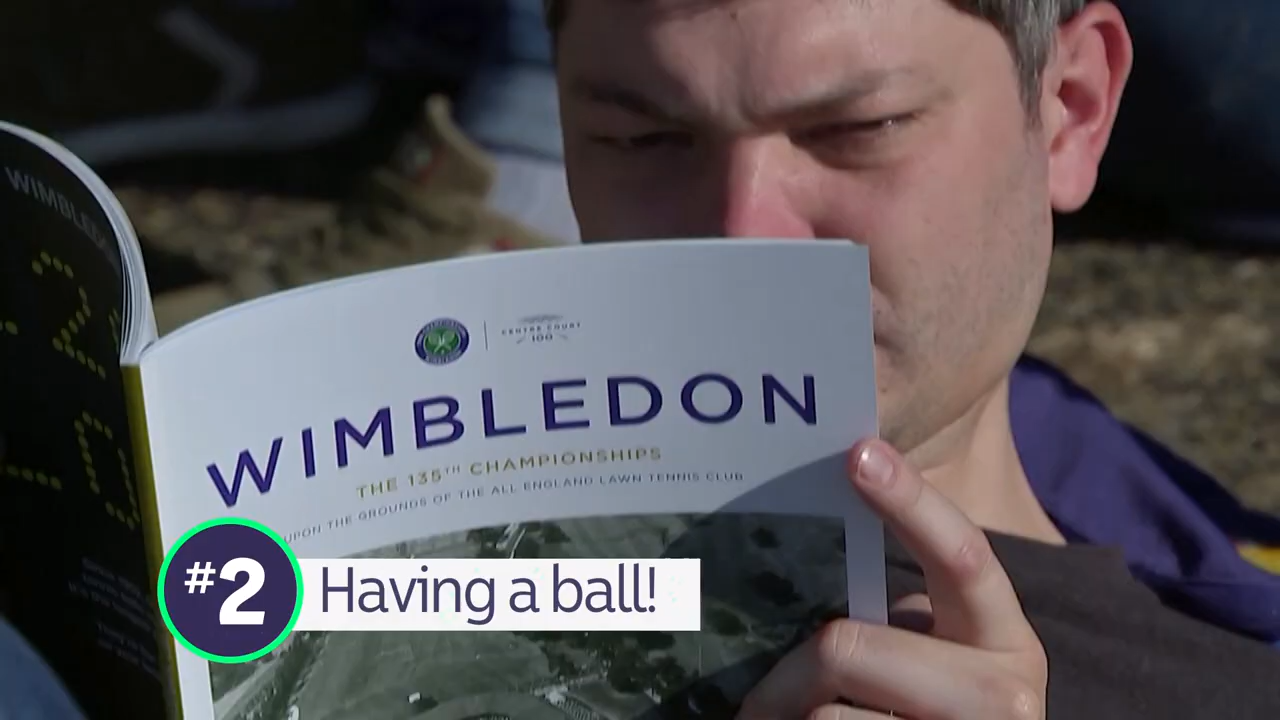 WIMBLEDON
CENTRE COURT
100
WIMBLEDON
THE 135TH CHAMPIONSHIPS
UPON THE GROUNDS OF THE ALL ENGLAND LAWN TENNIS CLUB
#2 Having a ball!